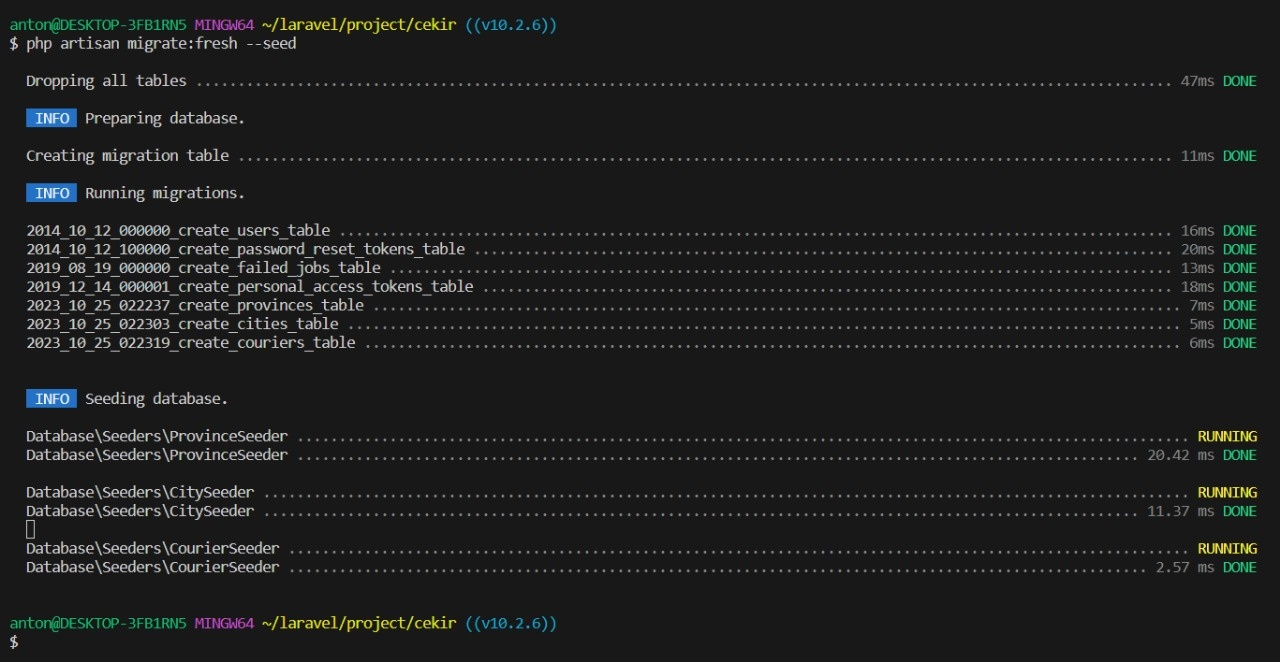 anton@DESKTOP-3FB1RN5 MINGW64 ~/laravel/project/cekir ((v10.2.6))
$ php artisan migrate:fresh --seed
Dropping all tables ........................................................................................................................ 47ms DONE
INFO Preparing database.
Creating migration table ................................................................................................................... 11ms DONE
INFO Running migrations.
2014_10_12_000000_create_users_table ....................................................................................................... 16ms DONE
2014_10_12_100000_create_password_reset_tokens_table ....................................................................................... 20ms DONE
2019_08_19_000000_create_failed_jobs_table ................................................................................................. 13ms DONE
2019_12_14_000001_create_personal_access_tokens_table ...................................................................................... 18ms DONE
2023_10_25_022237_create_provinces_table .................................................................................................... 7ms DONE
2023_10_25_022303_create_cities_table ....................................................................................................... 5ms DONE
2023_10_25_022319_create_couriers_table ..................................................................................................... 6ms DONE
INFO Seeding database.
Database\Seeders\ProvinceSeeder .............................................................................................................. RUNNING
Database\Seeders\ProvinceSeeder ........................................................................................................ 20.42 ms DONE
Database\Seeders\CitySeeder .................................................................................................................. RUNNING
Database\Seeders\CitySeeder ............................................................................................................ 11.37 ms DONE
Database\Seeders\CourierSeeder ............................................................................................................... RUNNING
Database\Seeders\CourierSeeder .......................................................................................................... 2.57 ms DONE
anton@DESKTOP-3FB1RN5 MINGW64 ~/laravel/project/cekir ((v10.2.6))
$